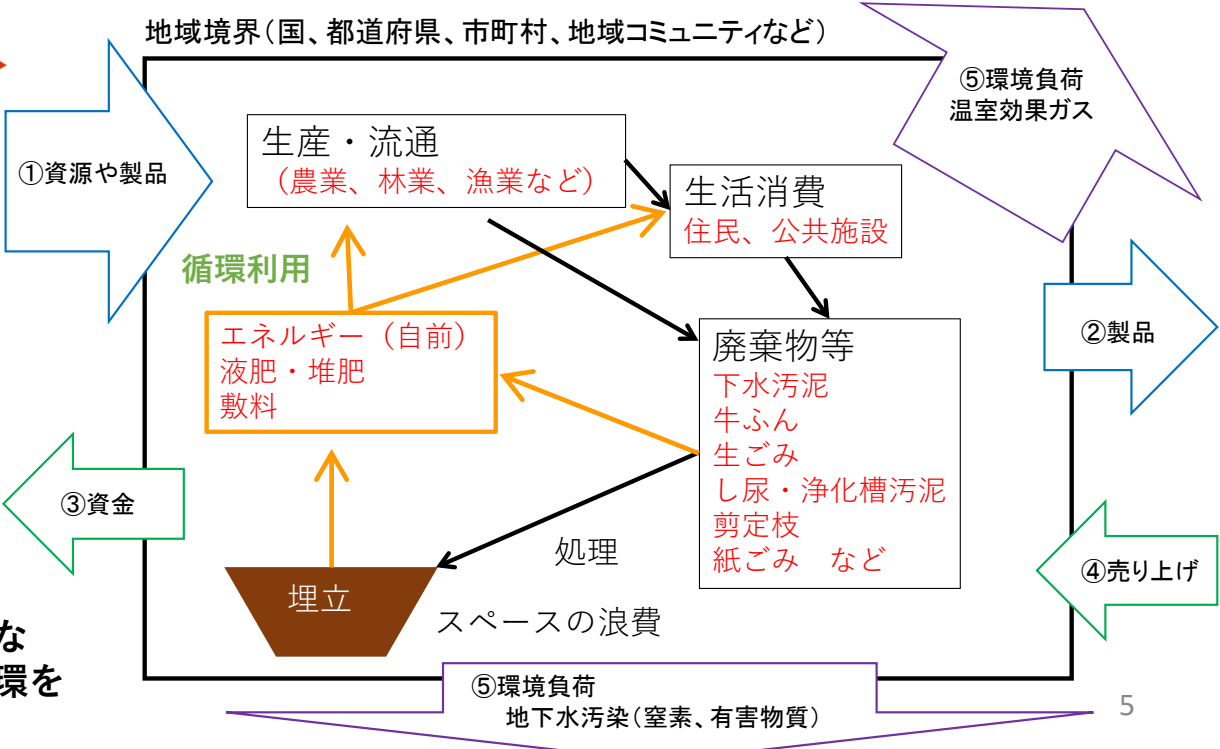 地域境界（国、都道府県、市町村、地域コミュニティなど）
⑤環境負荷
温室効果ガス
①資源や製品
生産・流通
（農業、林業、漁業など）
生活消費
住民、公共施設
循環利用
エネルギー（自前）
液肥・堆肥
敷料
廃棄物等
下水汚泥
牛ふん
生ごみ
し尿・浄化槽汚泥
剪定枝
紙ごみ　など
②製品
③資金
④売り上げ
処理
埋立
スペースの浪費
な
環を
⑤環境負荷
地下水汚染（窒素、有害物質）
5